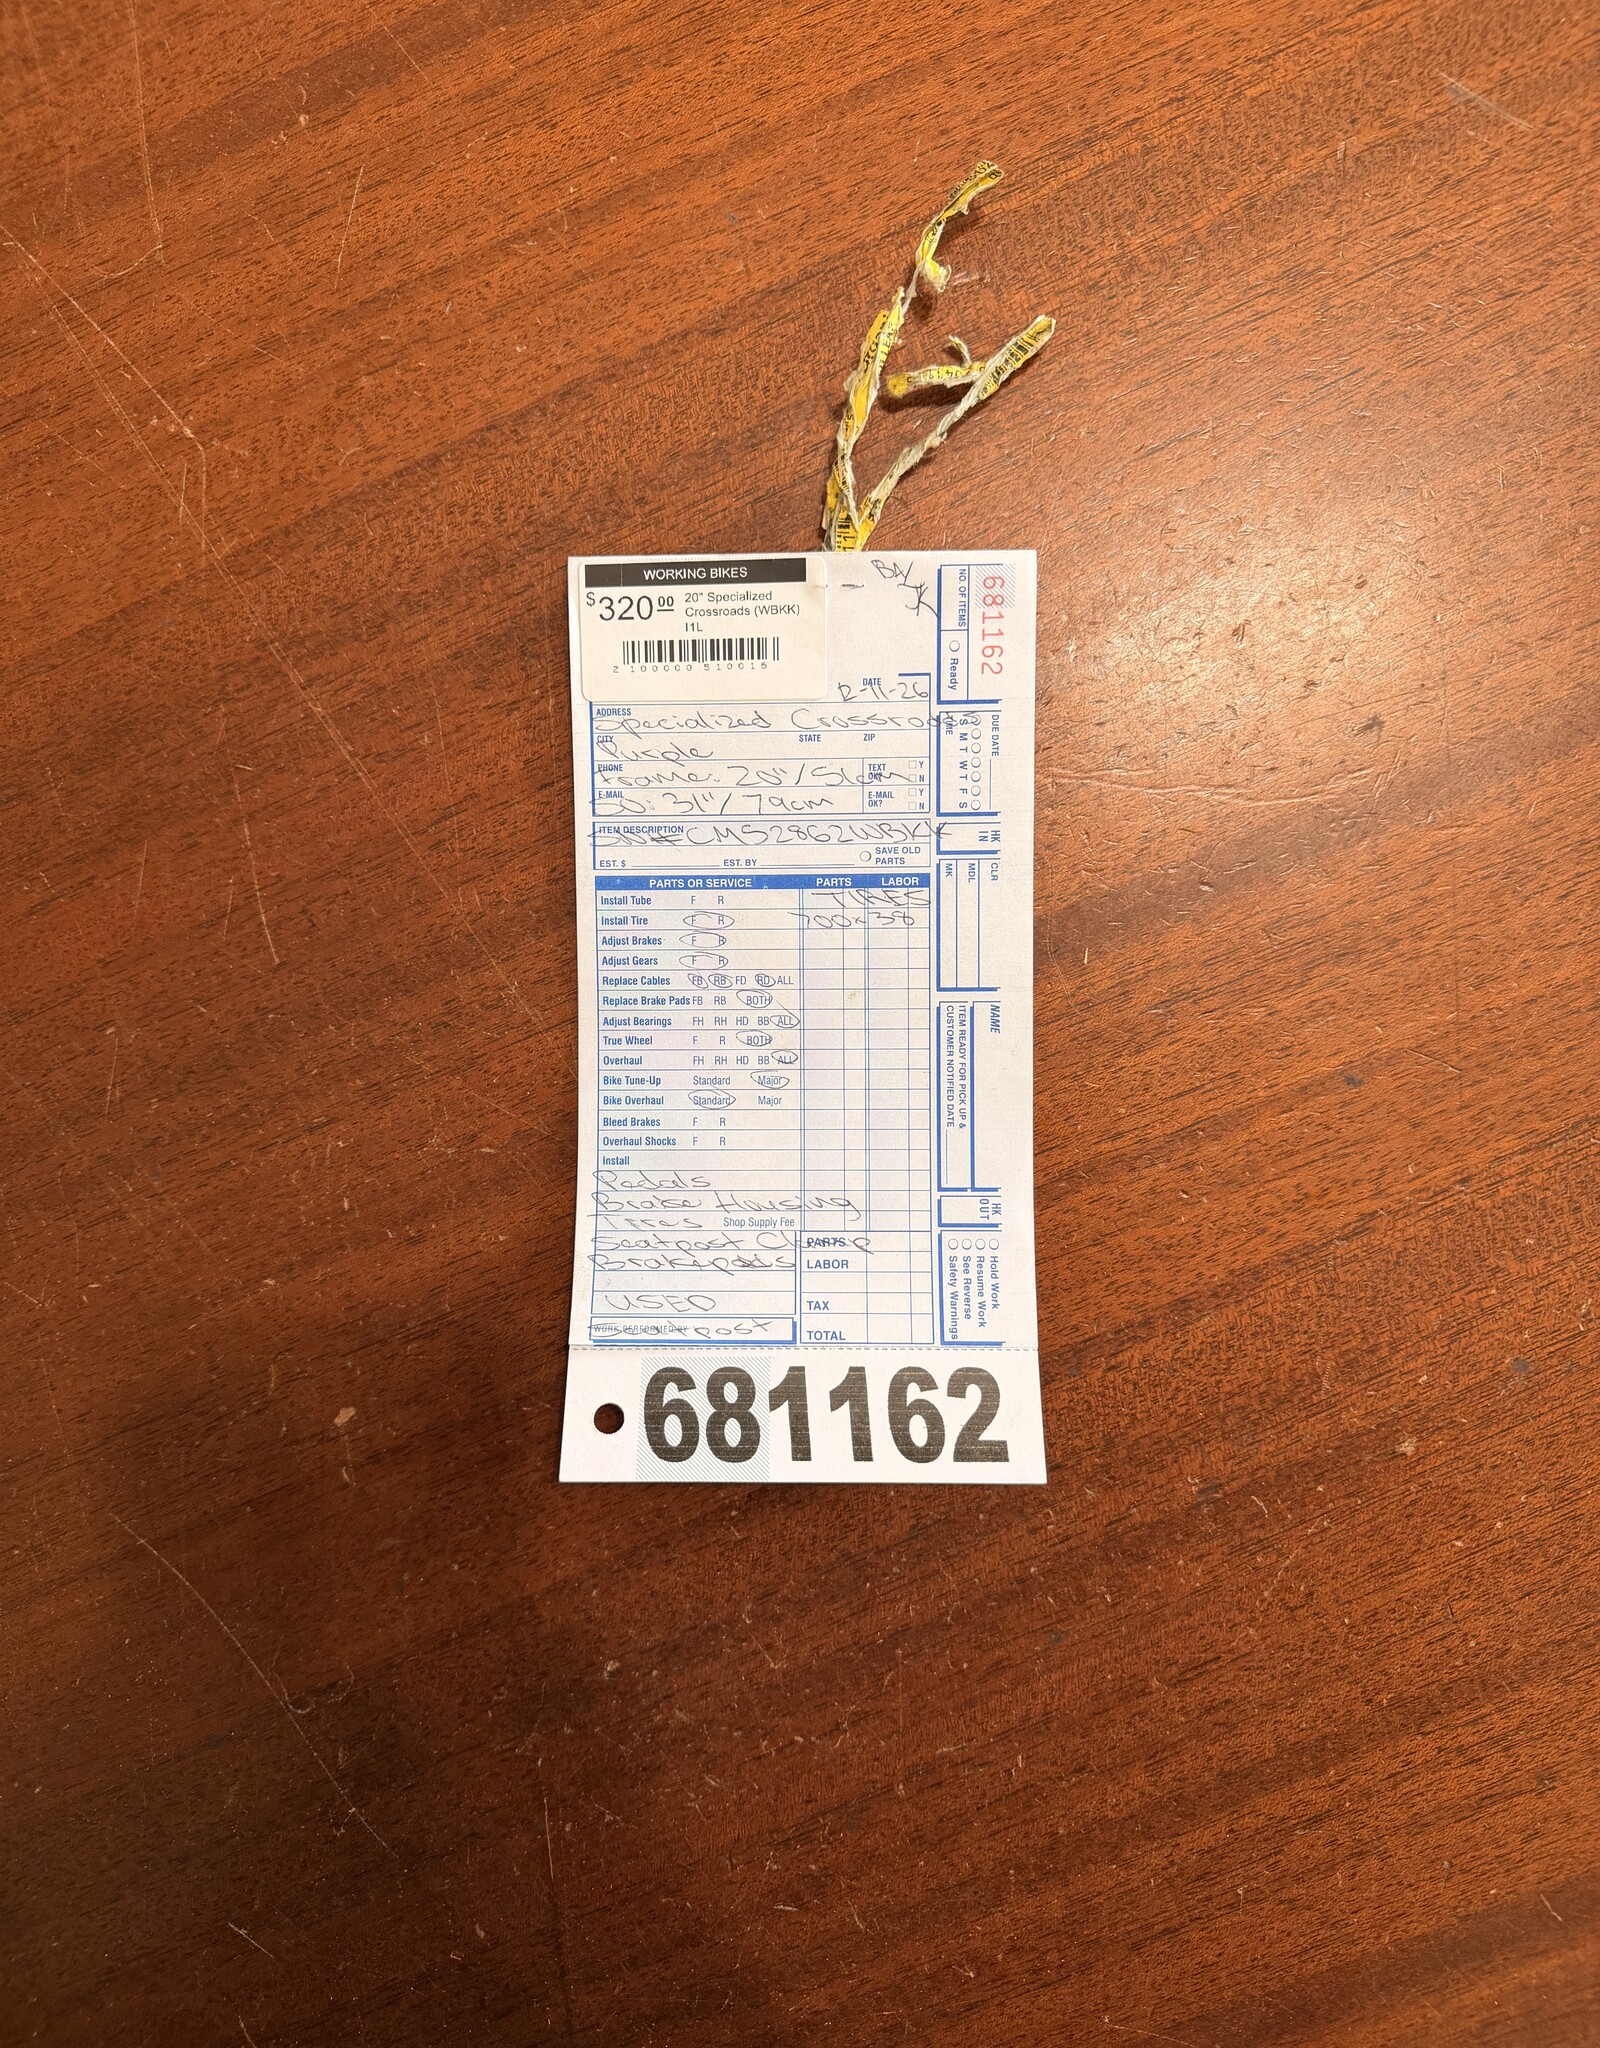 WORKING BIKES
$320.00 20" Specialized
Crossroads (WBKK)
I1L
2 100000 510016
BA/
JK
DATE
12-11-26
ADDRESS
Specialized Crossroads
CITY STATE ZIP
Purple
PHONE TEXT OK? Y N
Frame: 20"/51cm
E-MAIL E-MAIL OK? Y N
SO: 31"/79cm
ITEM DESCRIPTION
SN# CMS2862WBKK
EST. $ EST. BY SAVE OLD PARTS
PARTS OR SERVICE PARTS LABOR
Install Tube F R TIRES
Install Tire F R 700x38
Adjust Brakes F R
Adjust Gears F R
Replace Cables FB RB FD RD ALL
Replace Brake Pads FB RB BOTH
Adjust Bearings FH RH HD BB ALL
True Wheel F R BOTH
Overhaul FH RH HD BB ALL
Bike Tune-Up Standard Major
Bike Overhaul Standard Major
Bleed Brakes F R
Overhaul Shocks F R
Install
Pedals
Brake Housing
Tires Shop Supply Fee
Seatpost Clamp PARTS
Brakepads LABOR
USED TAX
WORK PERFORMED BY
Seatpost TOTAL
681162
NO. OF ITEMS Ready
DUE DATE
TIME S M T W T F S
HK IN
CLR
MDL
MK
NAME
ITEM READY FOR PICK UP &
CUSTOMER NOTIFIED DATE
HK OUT
Hold Work
Resume Work
See Reverse
Safety Warnings
681162